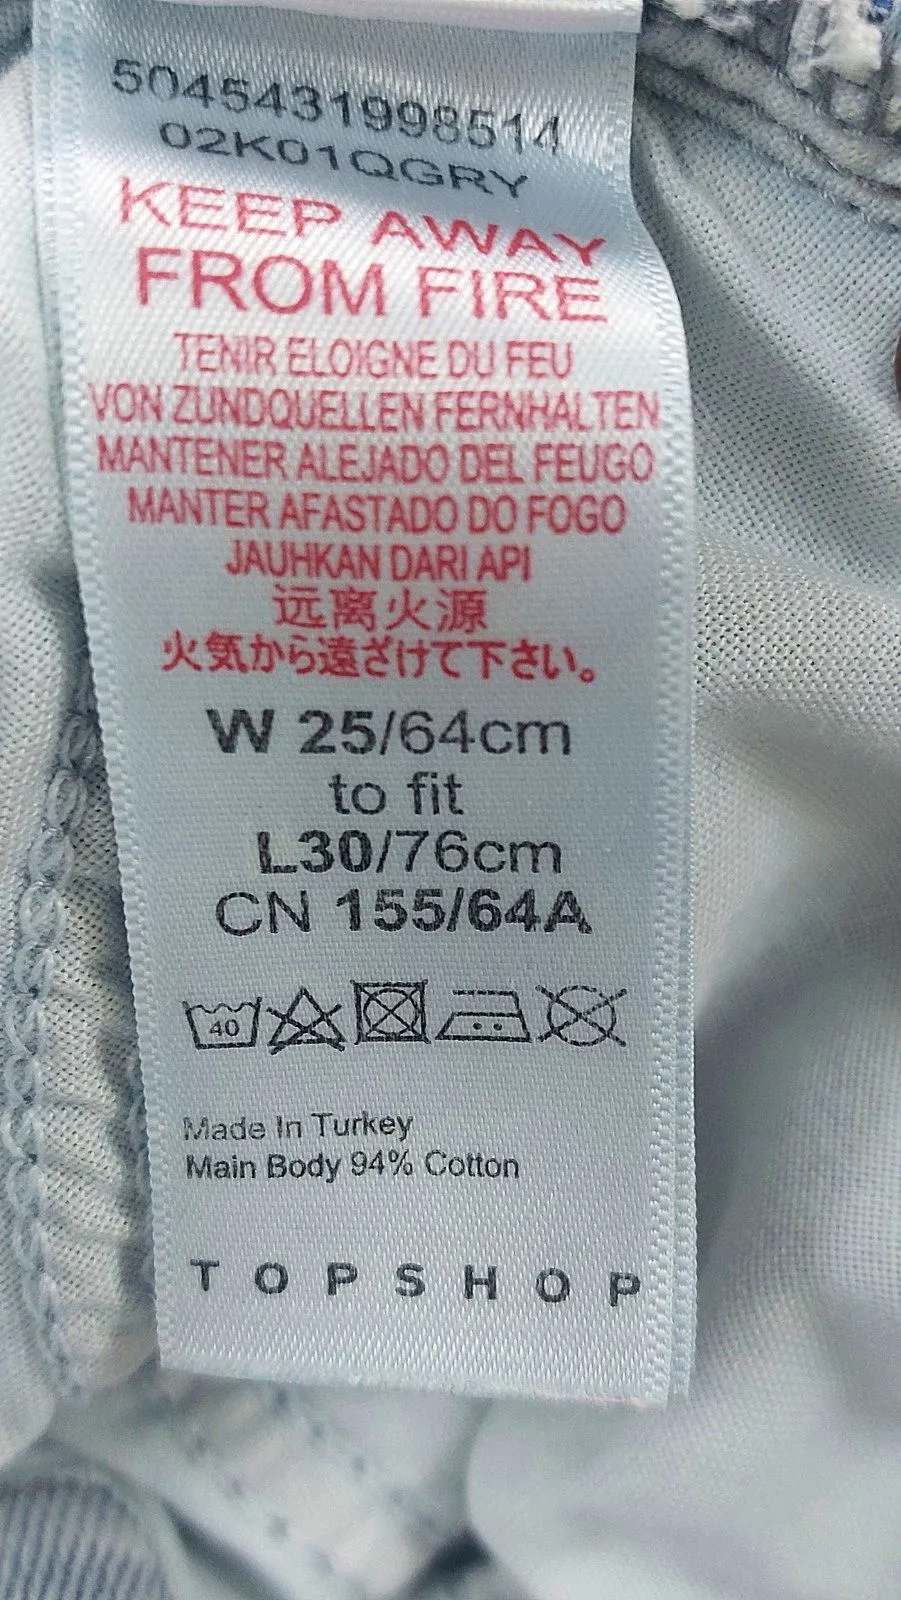 5045431998514
02K01QGRY
KEEP AWAY
FROM FIRE
TENIR ELOIGNE DU FEU
VON ZUNDQUELLEN FERNHALTEN
MANTENER ALEJADO DEL FEUGO
MANTER AFASTADO DO FOGO
JAUHKAN DARI API
远离火源
火気から遠ざけて下さい。
W 25/64cm
to fit
L30/76cm
CN 155/64A
40
Made In Turkey
Main Body 94% Cotton
TOPSHOP